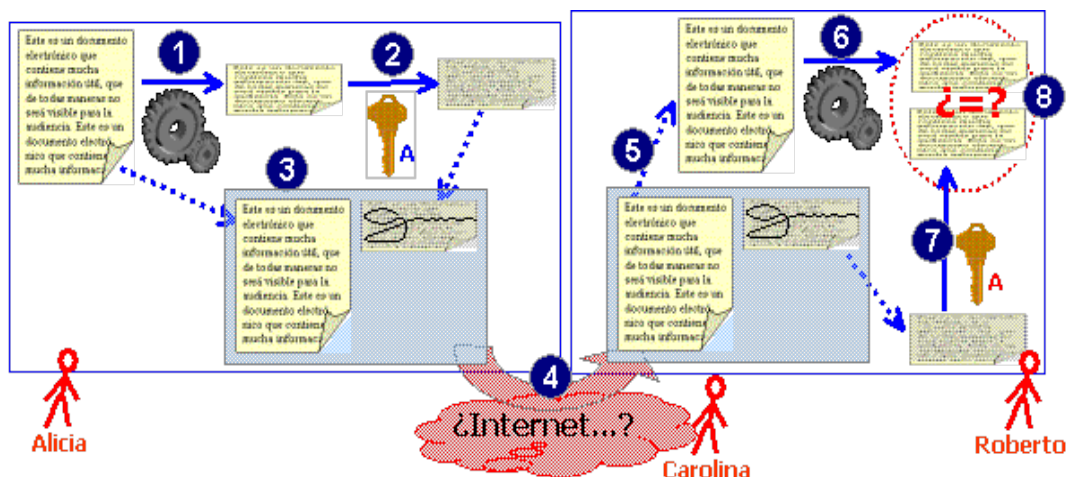 1
2
Este es un documento
electrónico que
contiene mucha
información útil, que
de todas maneras no
será visible para la
audiencia. Este es un
documento electró
nico que contiene
mucha informac
A
3
Este es un documento
electrónico que
contiene mucha
información útil, que
de todas maneras no
será visible para la
audiencia. Este es un
documento electró
nico que contiene
mucha informac
Alicia
4
¿Internet...?
Carolina
5
6
Este es un documento
electrónico que
contiene mucha
información útil, que
de todas maneras no
será visible para la
audiencia. Este es un
documento electró
nico que contiene
mucha informac
8
¿=?
Este es un documento
electrónico que
contiene mucha
información útil, que
de todas maneras no
será visible para la
audiencia. Este es un
documento electró
nico que contiene
mucha informac
7
A
Roberto